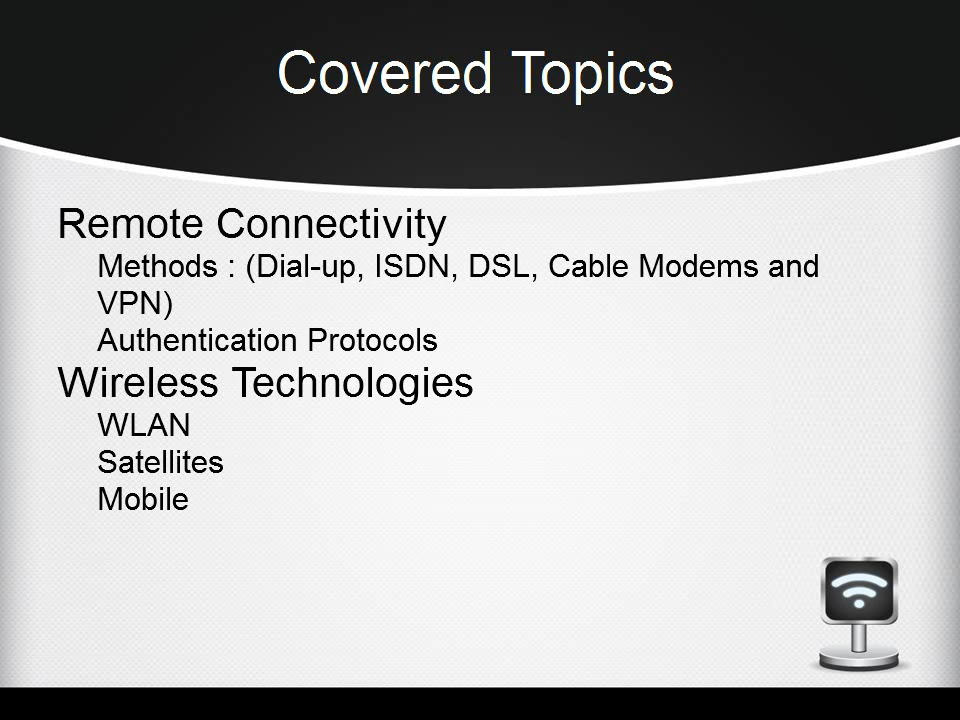 Covered Topics
Remote Connectivity
Methods : (Dial-up, ISDN, DSL, Cable Modems and
VPN)
Authentication Protocols
Wireless Technologies
WLAN
Satellites
Mobile